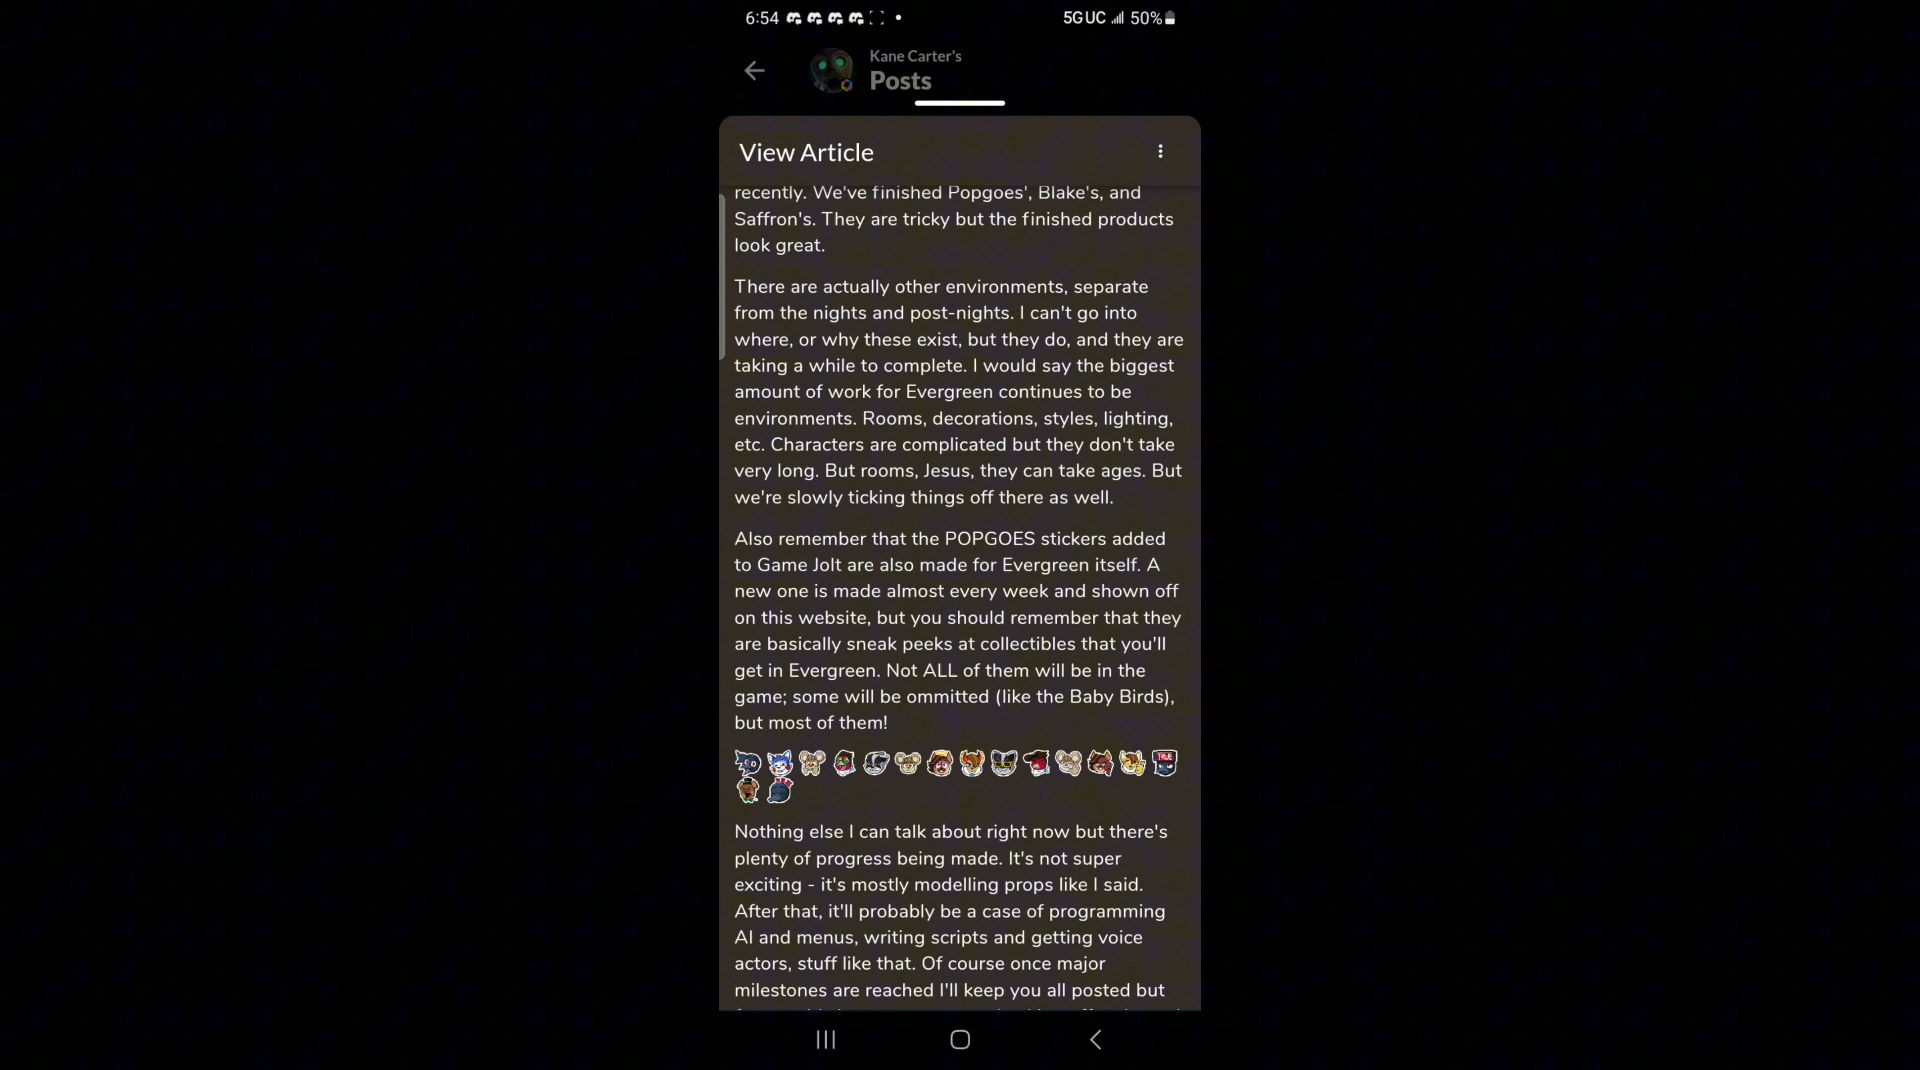 6:54
5G UC
50%
Kane Carter's
Posts
View Article
recently. We've finished Popgoes', Blake's, and
Saffron's. They are tricky but the finished products
look great.
There are actually other environments, separate
from the nights and post-nights. I can't go into
where, or why these exist, but they do, and they are
taking a while to complete. I would say the biggest
amount of work for Evergreen continues to be
environments. Rooms, decorations, styles, lighting,
etc. Characters are complicated but they don't take
very long. But rooms, Jesus, they can take ages. But
we're slowly ticking things off there as well.
Also remember that the POPGOES stickers added
to Game Jolt are also made for Evergreen itself. A
new one is made almost every week and shown off
on this website, but you should remember that they
are basically sneak peeks at collectibles that you'll
get in Evergreen. Not ALL of them will be in the
game; some will be ommitted (like the Baby Birds),
but most of them!
TRUE
Nothing else I can talk about right now but there's
plenty of progress being made. It's not super
exciting - it's mostly modelling props like I said.
After that, it'll probably be a case of programming
AI and menus, writing scripts and getting voice
actors, stuff like that. Of course once major
milestones are reached I'll keep you all posted but